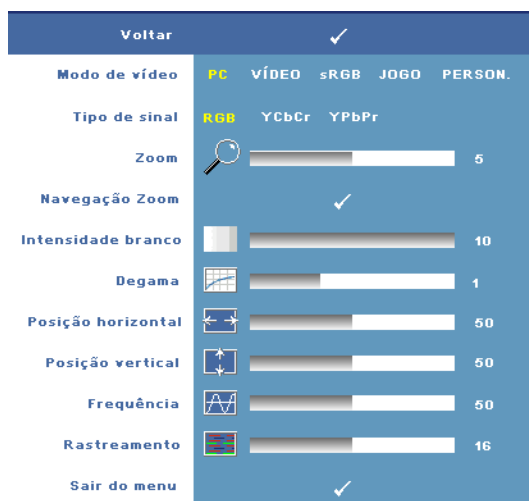 Voltar
Modo de vídeo PC VÍDEO sRGB JOGO PERSON.
Tipo de sinal RGB YCbCr YPbPr
Zoom 5
Navegação Zoom
Intensidade branco 10
Degama 1
Posição horizontal 50
Posição vertical 50
Frequência 50
Rastreamento 16
Sair do menu